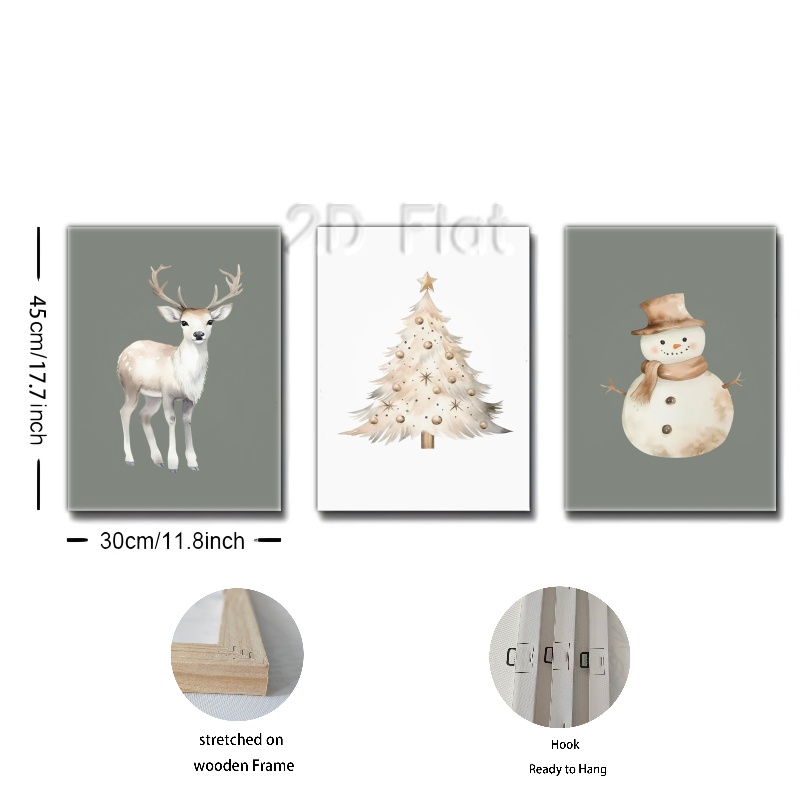 2D Flat
45cm/17.7inch
30cm/11.8inch
stretched on
wooden Frame
Hook
Ready to Hang